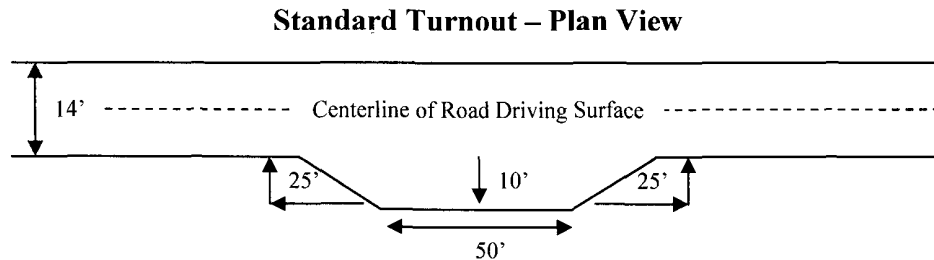 Standard Turnout – Plan View
14’
Centerline of Road Driving Surface
25’
10’
25’
50’